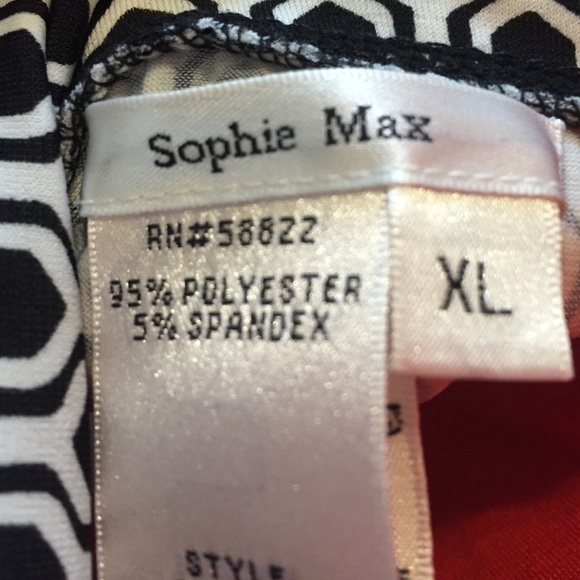 Sophie Max
RN#58822
XL
95% POLYESTER
5% SPANDEX
STYLE